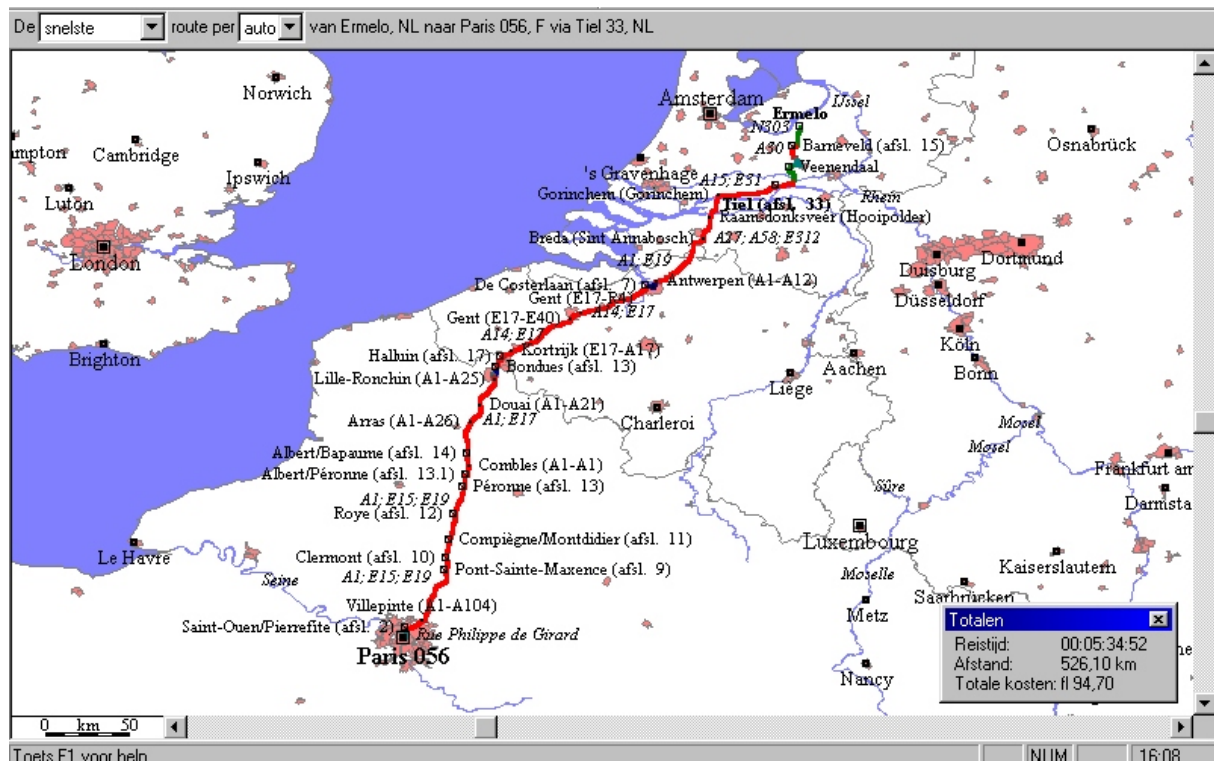 De snelste route per auto van Ermelo, NL naar Paris 056, F via Tiel 33, NL
Norwich
Cambridge
Ipswich
Luton
London
Brighton
Le Havre
Amsterdam
IJssel
Ermelo
N303
A30
Barneveld (afsl. 15)
Osnabrück
Veenendaal
's Gravenhage
A15; E31
Gorinchem (Gorinchem)
Rhein
Tiel (afsl. 33)
Raamsdonksveer (Hooipolder)
Breda (Sint Annabosch)
A27; A58; E312
A1; E19
Dortmund
Duisburg
De Costerlaan (afsl. 7)
Antwerpen (A1-A12)
Gent (E17-R4)
Düsseldorf
A14; E17
Gent (E17-E40)
A14; E17
Köln
Kortrijk (E17-A17)
Halluin (afsl. 17)
Bondues (afsl. 13)
Aachen
Bonn
Lille-Ronchin (A1-A25)
Liège
Douai (A1-A21)
Arras (A1-A26)
A1; E17
Charleroi
Mosel
Mosel
Albert/Bapaume (afsl. 14)
Combles (A1-A1)
Albert/Péronne (afsl. 13.1)
Frankfurt am
Péronne (afsl. 13)
Sûre
A1; E15; E19
Darmsta
Roye (afsl. 12)
Compiègne/Montdidier (afsl. 11)
Luxembourg
Clermont (afsl. 10)
Kaiserslautern
Pont-Sainte-Maxence (afsl. 9)
A1; E15; E19
Moselle
Seine
Saarbrücken
Villepinte (A1-A104)
Metz
Saint-Ouen/Pierrefite (afsl. 2)
Rue Philippe de Girard
Paris 056
Nancy
Totalen
Reistijd: 00:05:34:52
Afstand: 526,10 km
Totale kosten: fl 94,70
0 km 50
Toets F1 voor help
NUM
16:08